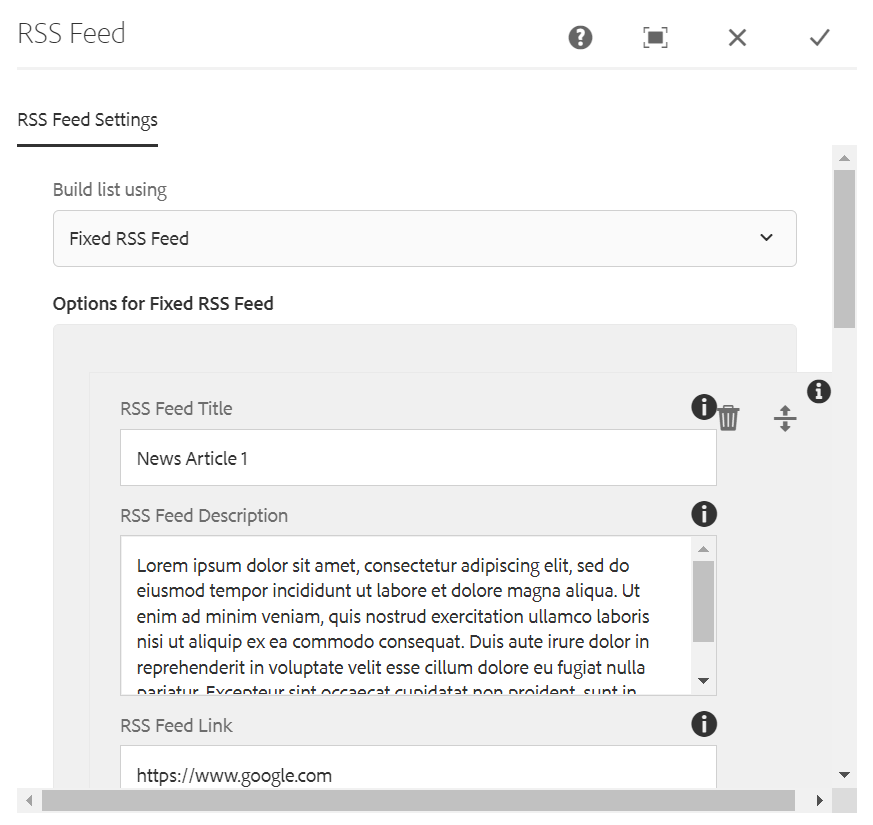 RSS Feed
RSS Feed Settings
Build list using
Fixed RSS Feed
Options for Fixed RSS Feed
RSS Feed Title
News Article 1
RSS Feed Description
Lorem ipsum dolor sit amet, consectetur adipiscing elit, sed do
eiusmod tempor incididunt ut labore et dolore magna aliqua. Ut
enim ad minim veniam, quis nostrud exercitation ullamco laboris
nisi ut aliquip ex ea commodo consequat. Duis aute irure dolor in
reprehenderit in voluptate velit esse cillum dolore eu fugiat nulla
pariatur. Excepteur sint occaecat cupidatat non proident, sunt in
RSS Feed Link
https://www.google.com